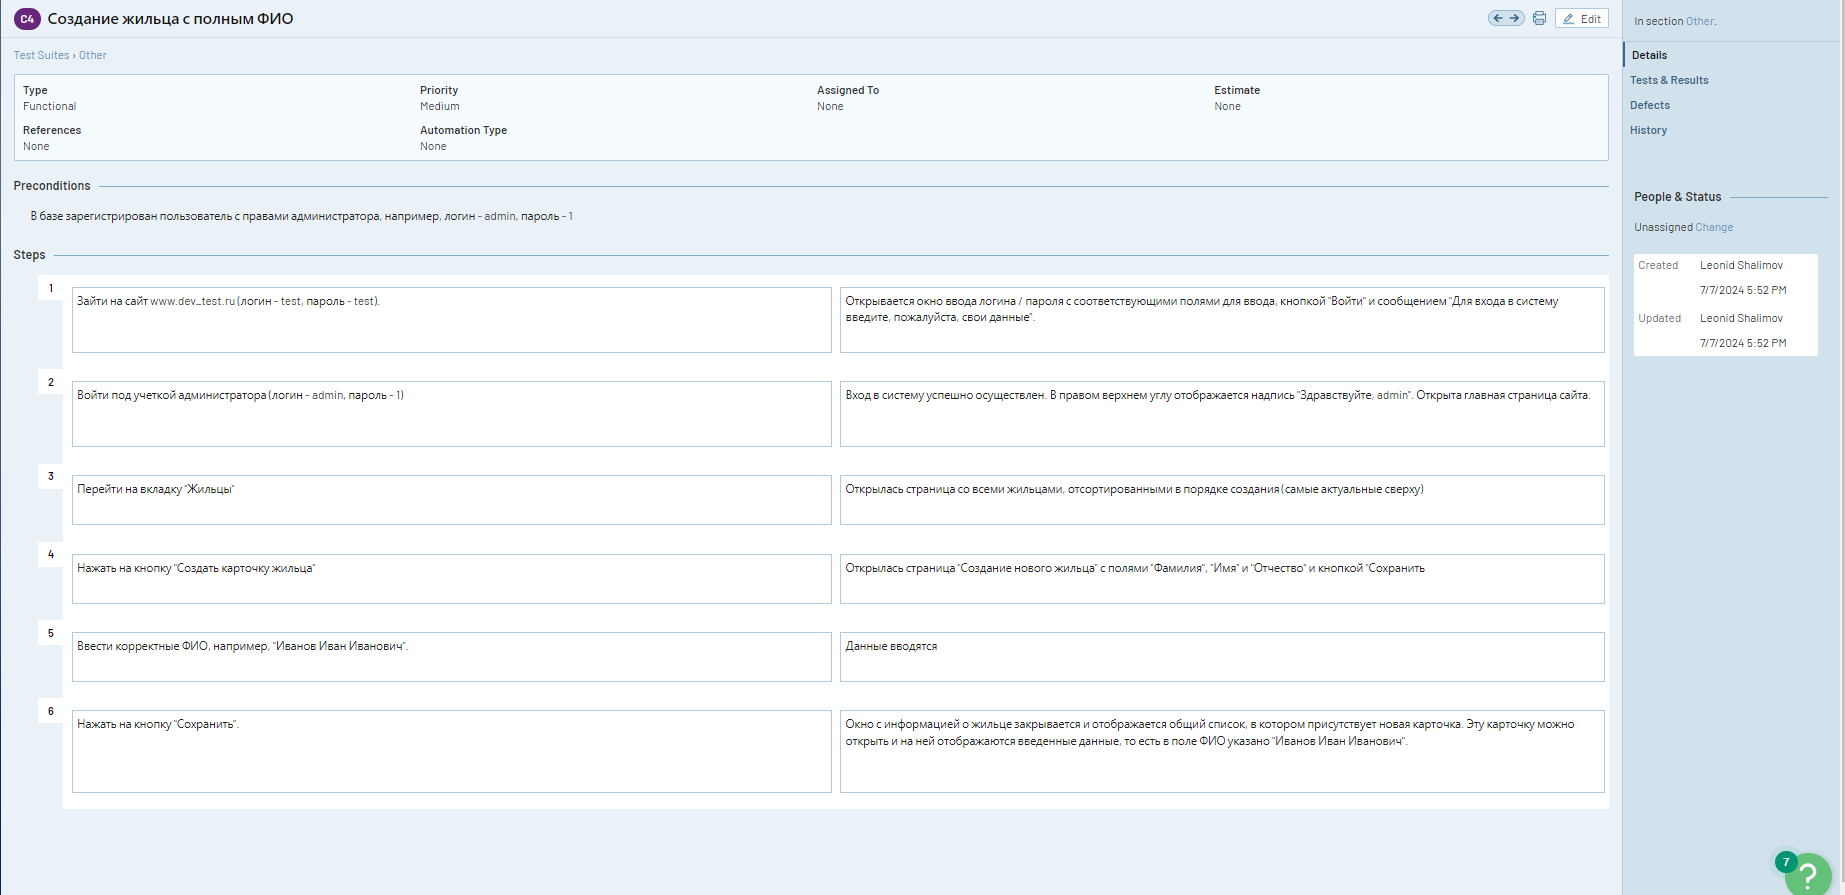 C4 Создание жильца с полным ФИО
Edit
Test Suites › Other
Type
Functional
Priority
Medium
Assigned To
None
Estimate
None
References
None
Automation Type
None
Preconditions
В базе зарегистрирован пользователь с правами администратора, например, логин - admin, пароль - 1
Steps
1
Зайти на сайт www.dev_test.ru (логин - test, пароль - test).
Открывается окно ввода логина / пароля с соответствующими полями для ввода, кнопкой "Войти" и сообщением "Для входа в систему
введите, пожалуйста, свои данные".
2
Войти под учеткой администратора (логин - admin, пароль - 1)
Вход в систему успешно осуществлен. В правом верхнем углу отображается надпись "Здравствуйте, admin". Открыта главная страница сайта.
3
Перейти на вкладку "Жильцы"
Открылась страница со всеми жильцами, отсортированными в порядке создания (самые актуальные сверху)
4
Нажать на кнопку "Создать карточку жильца"
Открылась страница "Создание нового жильца" с полями "Фамилия", "Имя" и "Отчество" и кнопкой "Сохранить
5
Ввести корректные ФИО, например, "Иванов Иван Иванович".
Данные вводятся
6
Нажать на кнопку "Сохранить".
Окно с информацией о жильце закрывается и отображается общий список, в котором присутствует новая карточка. Эту карточку можно
открыть и на ней отображаются введенные данные, то есть в поле ФИО указано "Иванов Иван Иванович".
In section Other.
Details
Tests & Results
Defects
History
People & Status
Unassigned Change
Created Leonid Shalimov
7/7/2024 5:52 PM
Updated Leonid Shalimov
7/7/2024 5:52 PM
7
?